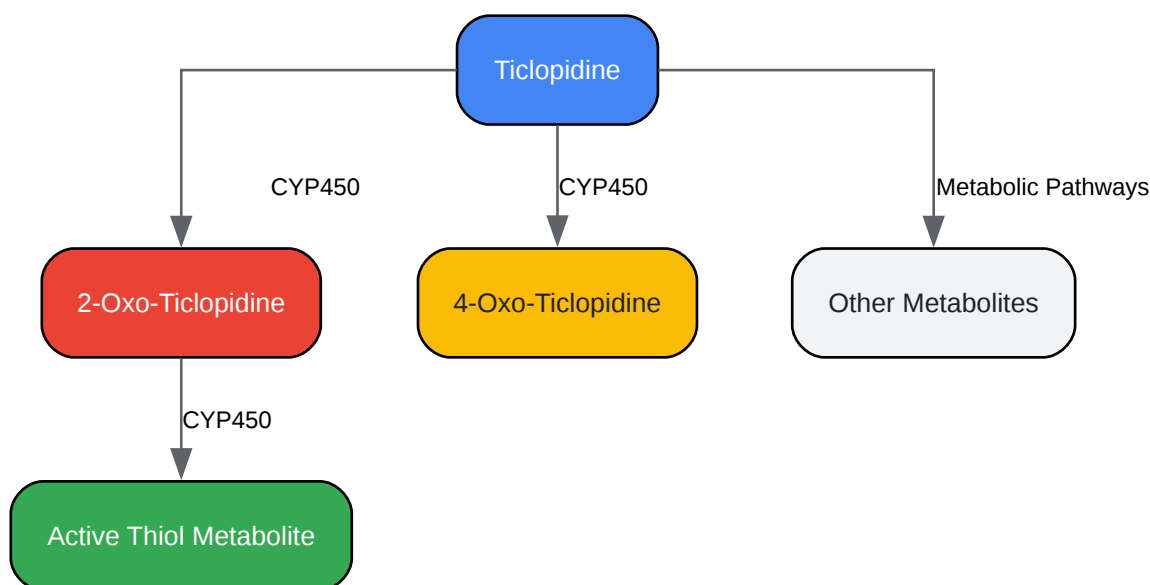 Ticlopidine
CYP450
CYP450
Metabolic Pathways
2-Oxo-Ticlopidine
4-Oxo-Ticlopidine
Other Metabolites
CYP450
Active Thiol Metabolite